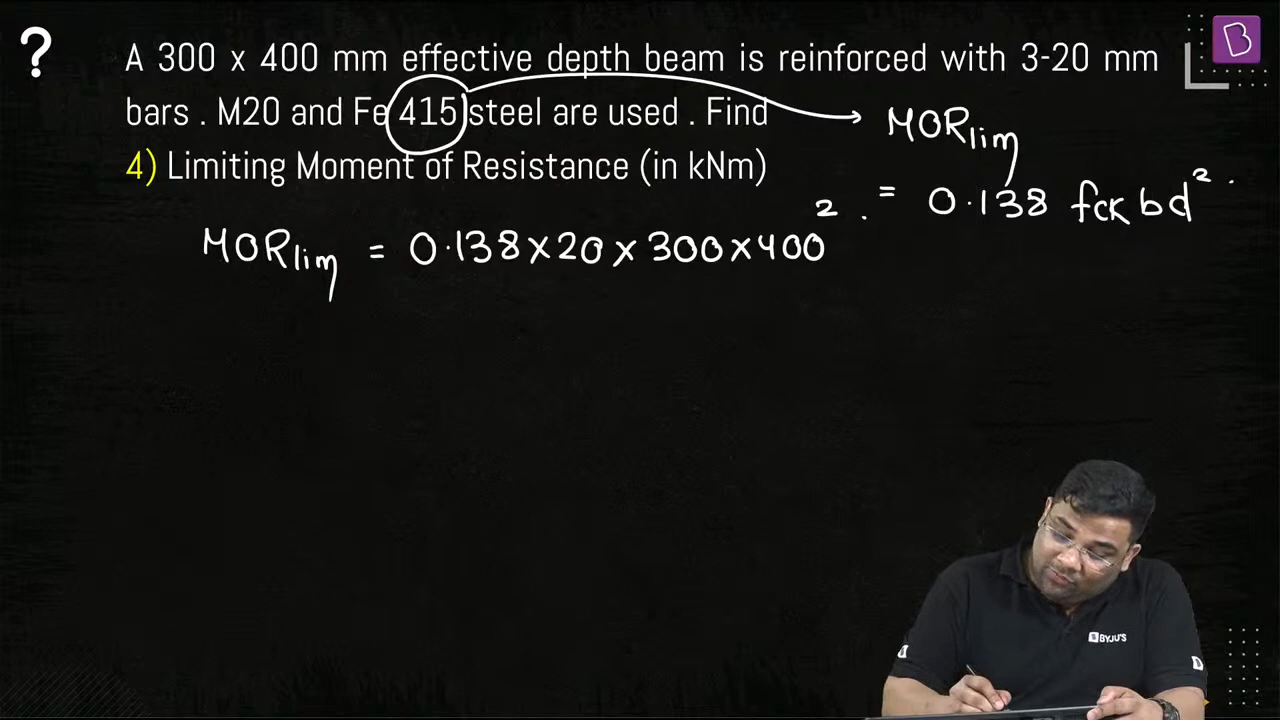 ?
A 300 x 400 mm effective depth beam is reinforced with 3-20 mm
bars . M20 and Fe 415 steel are used . Find
MORlim
4) Limiting Moment of Resistance (in kNm)
= 0.138 fck bd².
MORlim = 0.138 x 20 x 300 x 400² .
B
BYJU'S